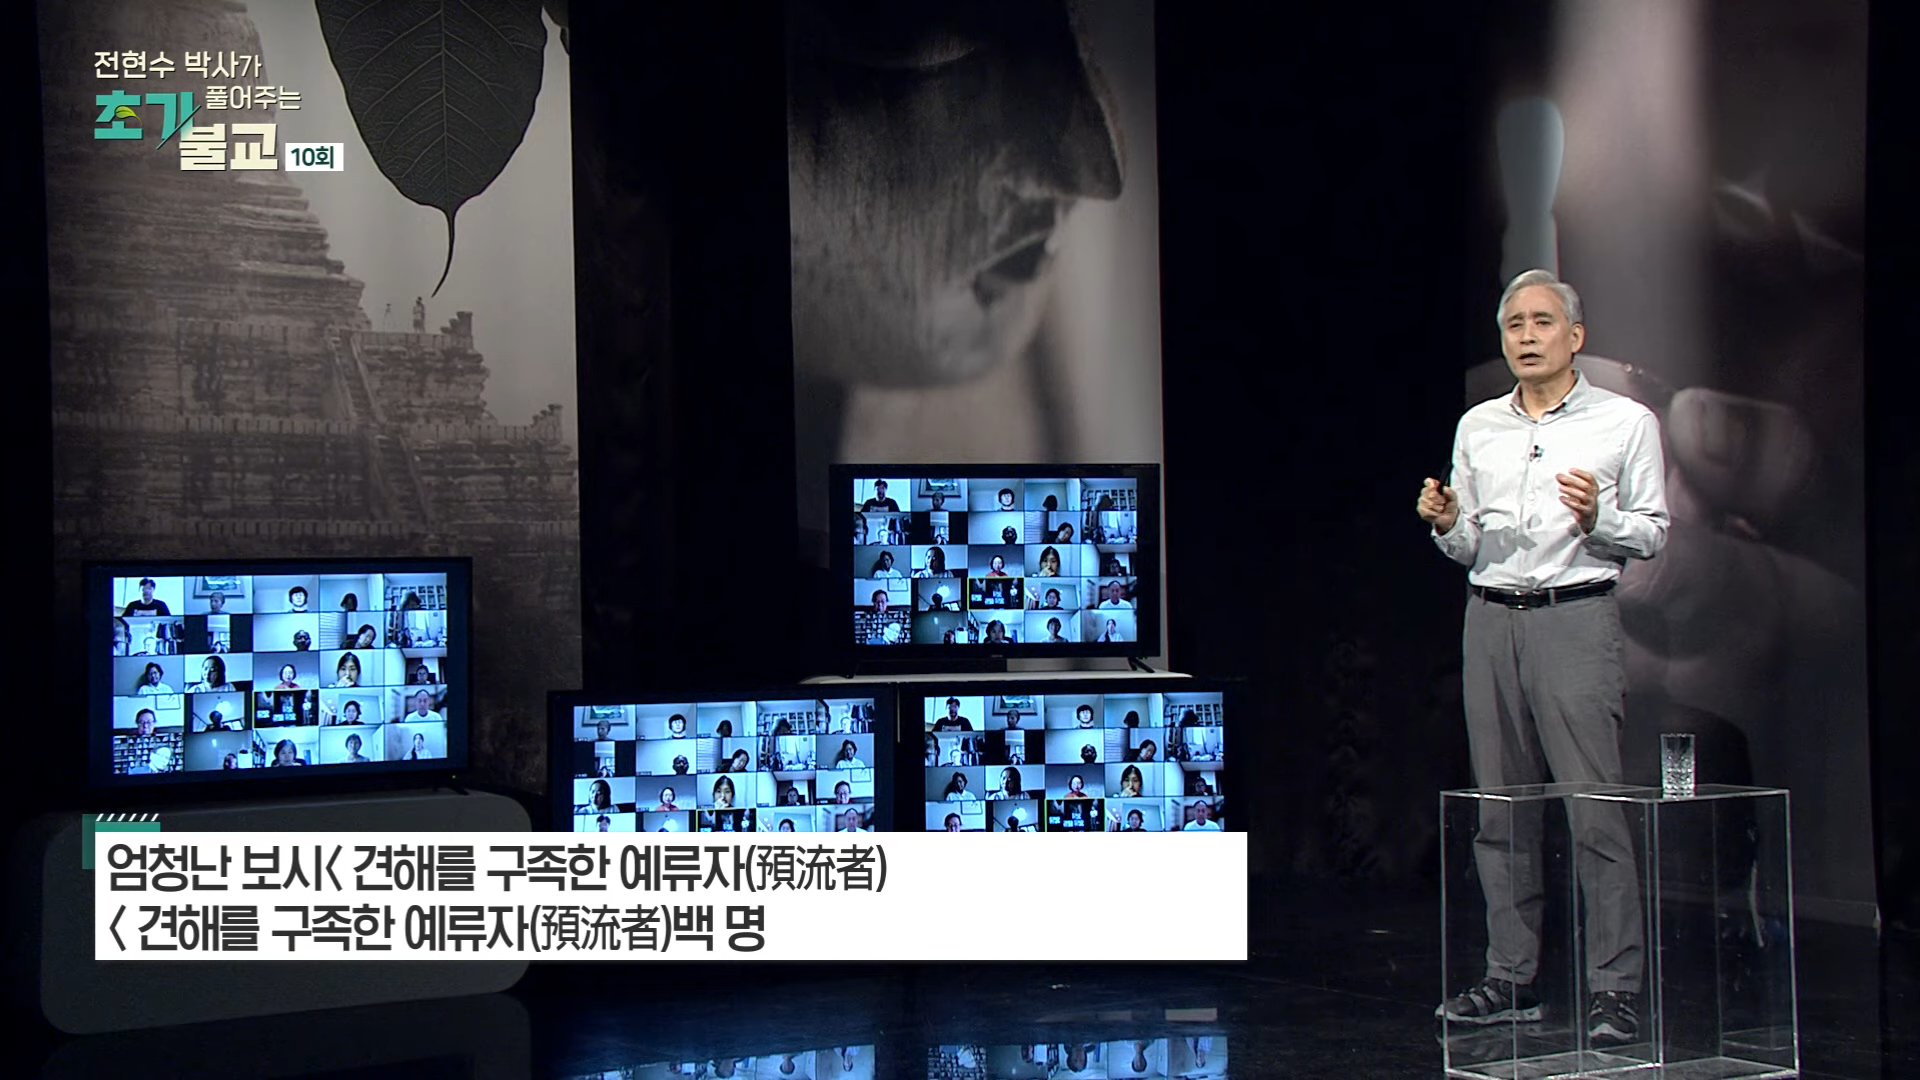 전현수 박사가
풀어주는
초기
불교 10회
엄청난 보시< 견해를 구족한 예류자(預流者)
< 견해를 구족한 예류자(預流者)백 명